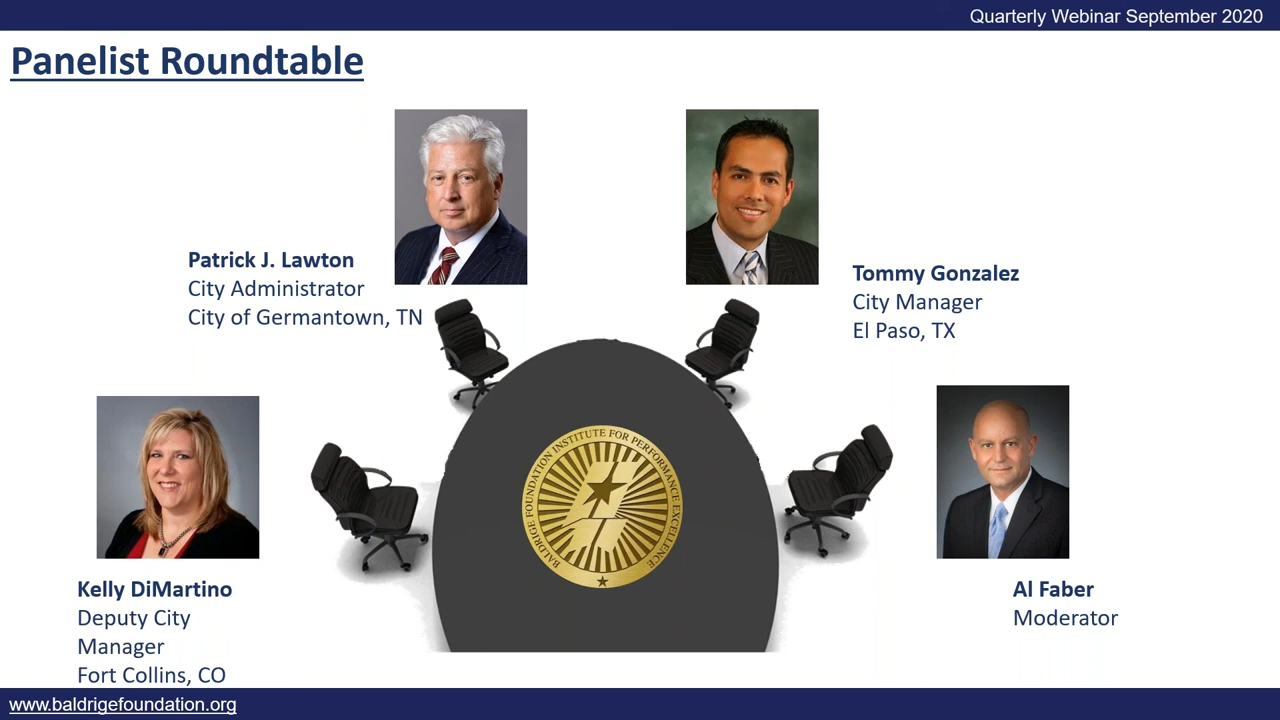 Quarterly Webinar September 2020
Panelist Roundtable
Patrick J. Lawton
City Administrator
City of Germantown, TN
Tommy Gonzalez
City Manager
El Paso, TX
Kelly DiMartino
Deputy City
Manager
Fort Collins, CO
Al Faber
Moderator
BALDRIGE FOUNDATION INSTITUTE FOR PERFORMANCE EXCELLENCE
www.baldrigefoundation.org